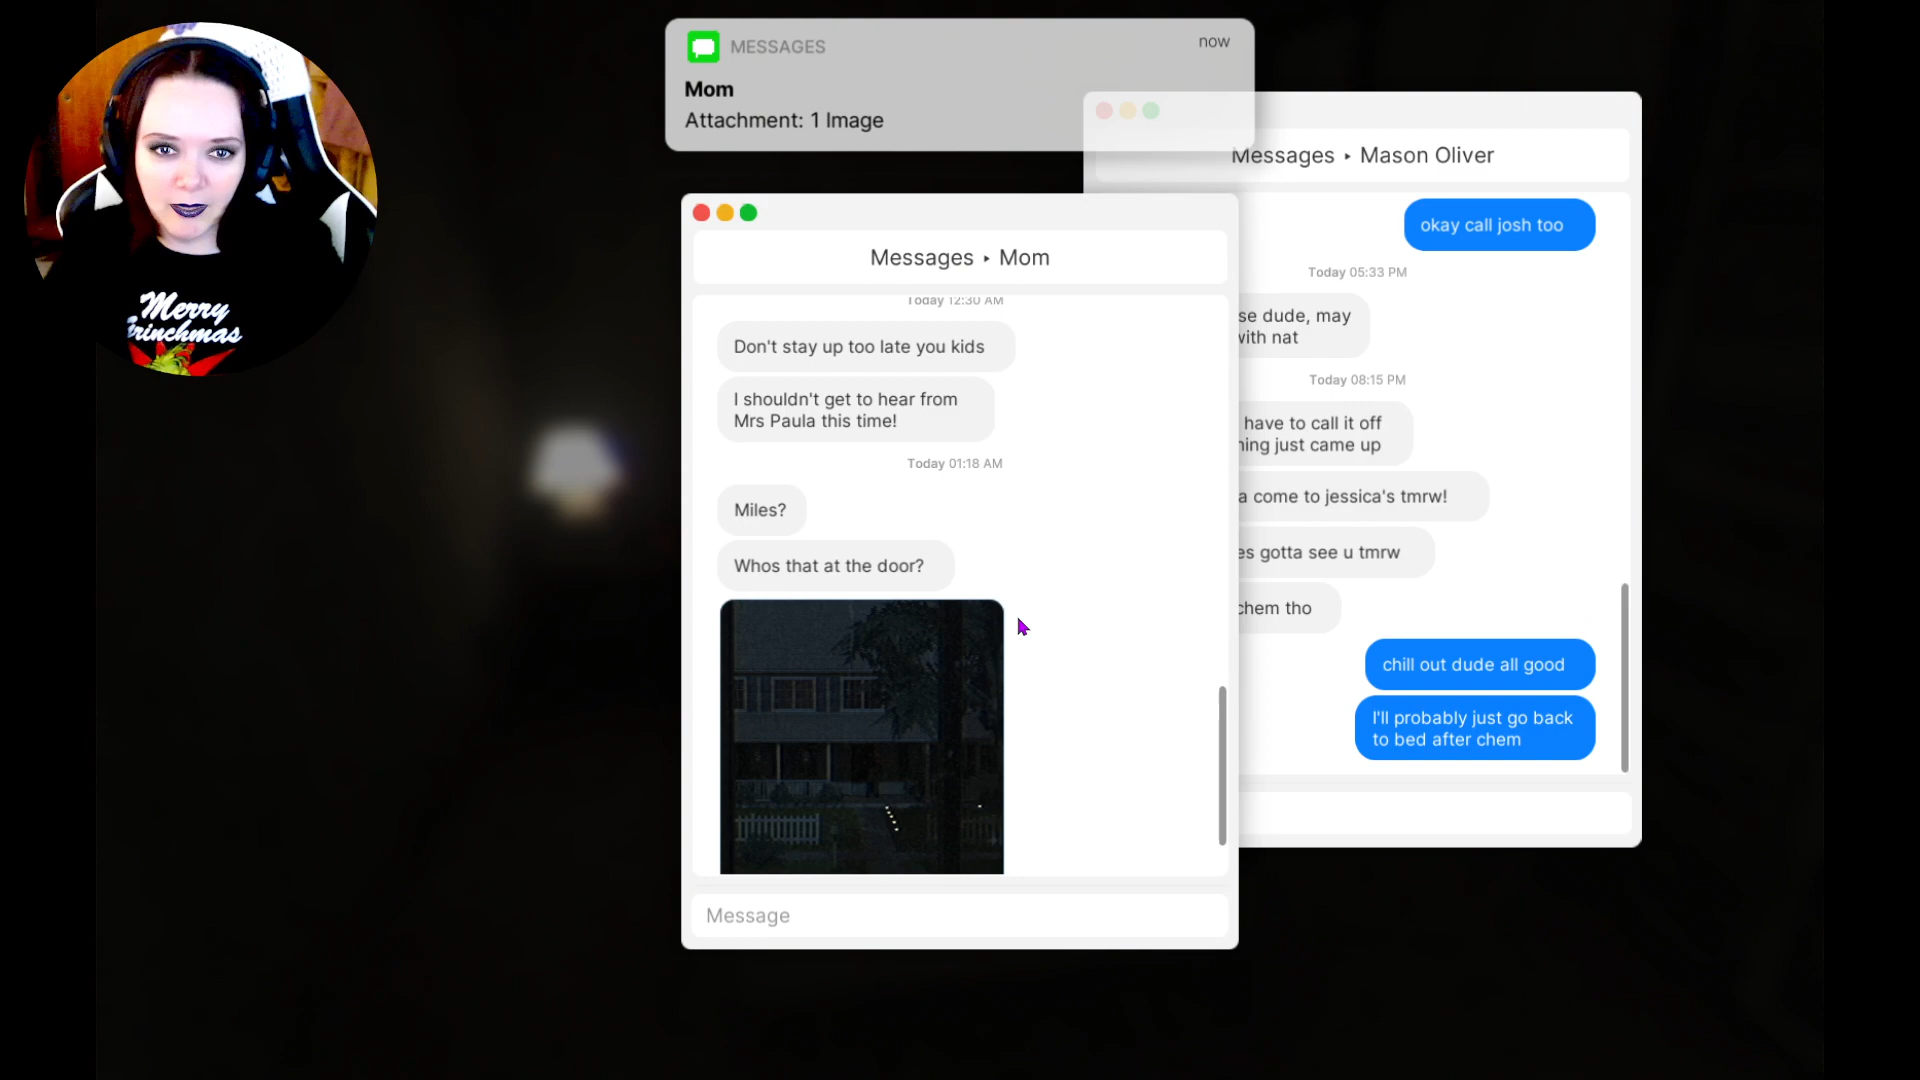 MESSAGES
now
Mom
Attachment: 1 Image
Messages ‣ Mason Oliver
okay call josh too
Today 05:33 PM
se dude, may
with nat
Today 08:15 PM
have to call it off
ning just came up
a come to jessica's tmrw!
es gotta see u tmrw
chem tho
chill out dude all good
I'll probably just go back
to bed after chem
Messages ‣ Mom
Today 12:30 AM
Don't stay up too late you kids
I shouldn't get to hear from
Mrs Paula this time!
Today 01:18 AM
Miles?
Whos that at the door?
Message
Merry
Grinchmas